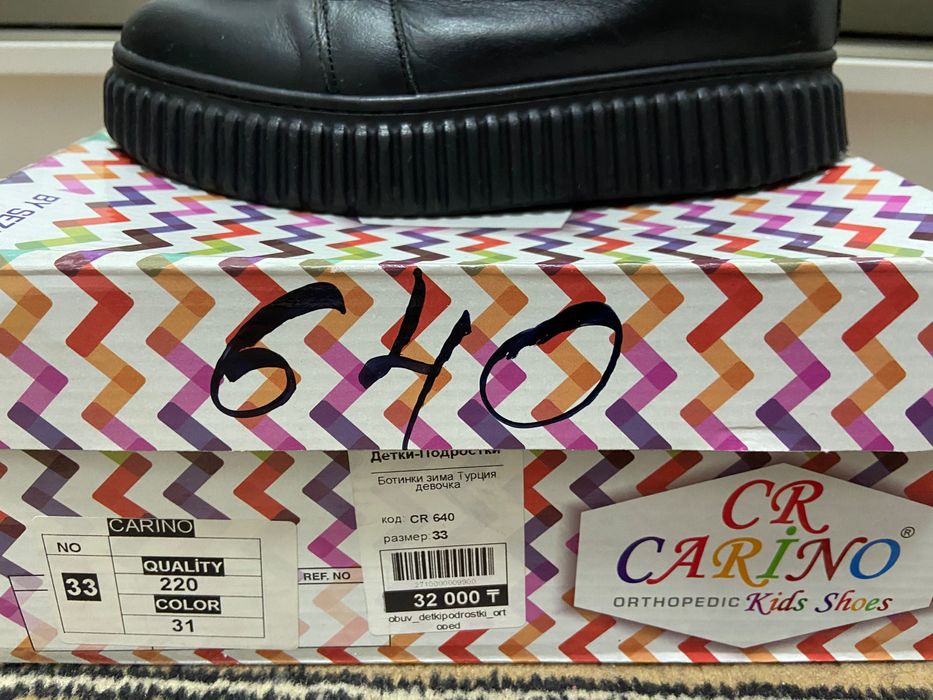 640
Детки-Подростки
Ботинки зима Турция
девочка
код: CR 640
размер: 33
32 000 ₸
obuv_detkipodrostki_ort
oped
CARINO
NO
33
QUALİTY
220
COLOR
31
REF. NO
CR
CARİNO®
ORTHOPEDIC Kids Shoes